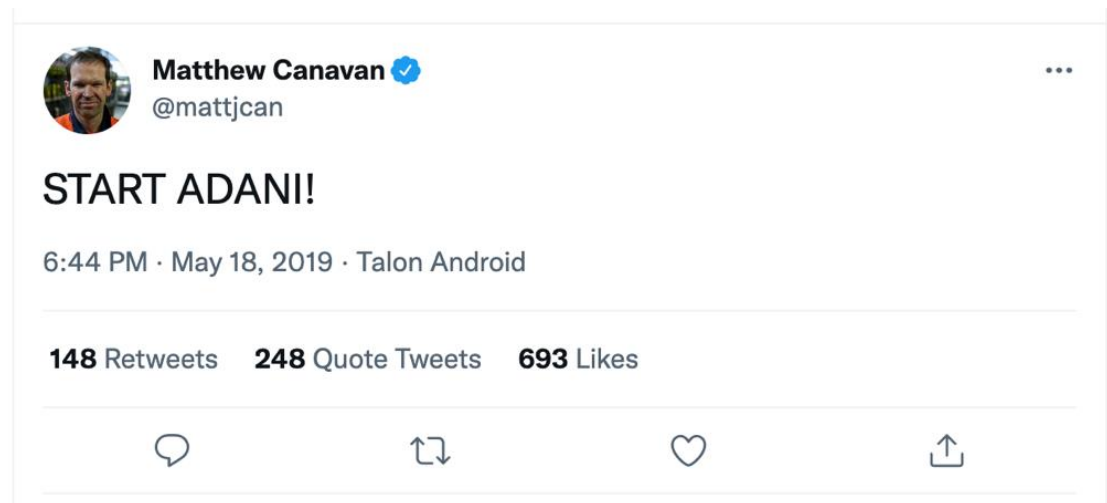 Matthew Canavan
@mattjcan
START ADANI!
6:44 PM · May 18, 2019 · Talon Android
148 Retweets 248 Quote Tweets 693 Likes